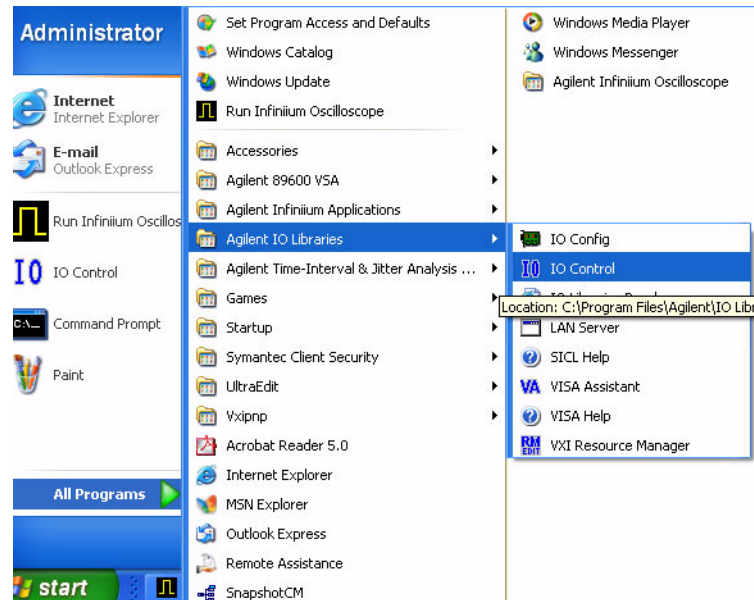 Administrator
Internet
Internet Explorer
E-mail
Outlook Express
Run Infiniium Oscillos
IO Control
C:\_
Command Prompt
Paint
All Programs
start
Set Program Access and Defaults
Windows Catalog
Windows Update
Run Infiniium Oscilloscope
Accessories
Agilent 89600 VSA
Agilent Infiniium Applications
Agilent IO Libraries
Agilent Time-Interval & Jitter Analysis ...
Games
Startup
Symantec Client Security
UltraEdit
Vxipnp
Acrobat Reader 5.0
Internet Explorer
MSN Explorer
Outlook Express
Remote Assistance
SnapshotCM
Windows Media Player
Windows Messenger
Agilent Infiniium Oscilloscope
IO Config
IO Control
Location: C:\Program Files\Agilent\IO Libr
LAN Server
SICL Help
VISA Assistant
VISA Help
VXI Resource Manager